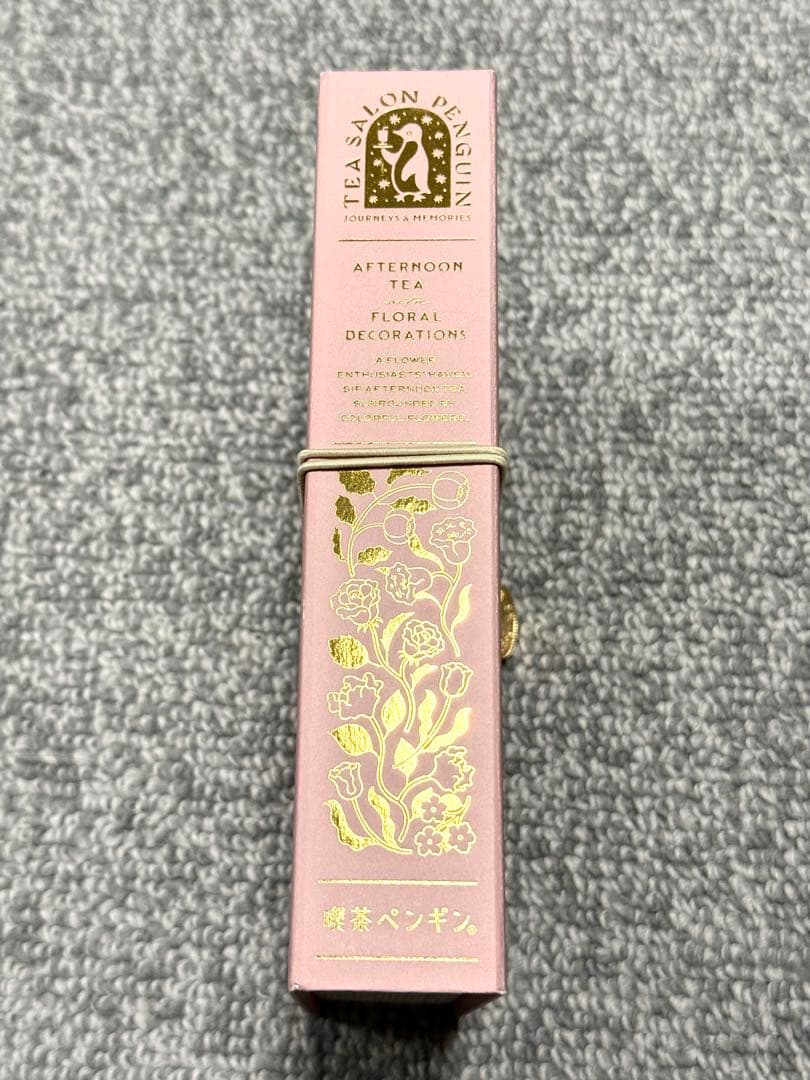 TEA SALON PENGUIN
JOURNEYS & MEMORIES
AFTERNOON
TEA
with
FLORAL
DECORATIONS
A FLOWER
ENTHUSIASTS' HAVEN.
SIP AFTERNOON TEA
SURROUNDED BY
COLORFUL FLOWERS.
喫茶ペンギン®